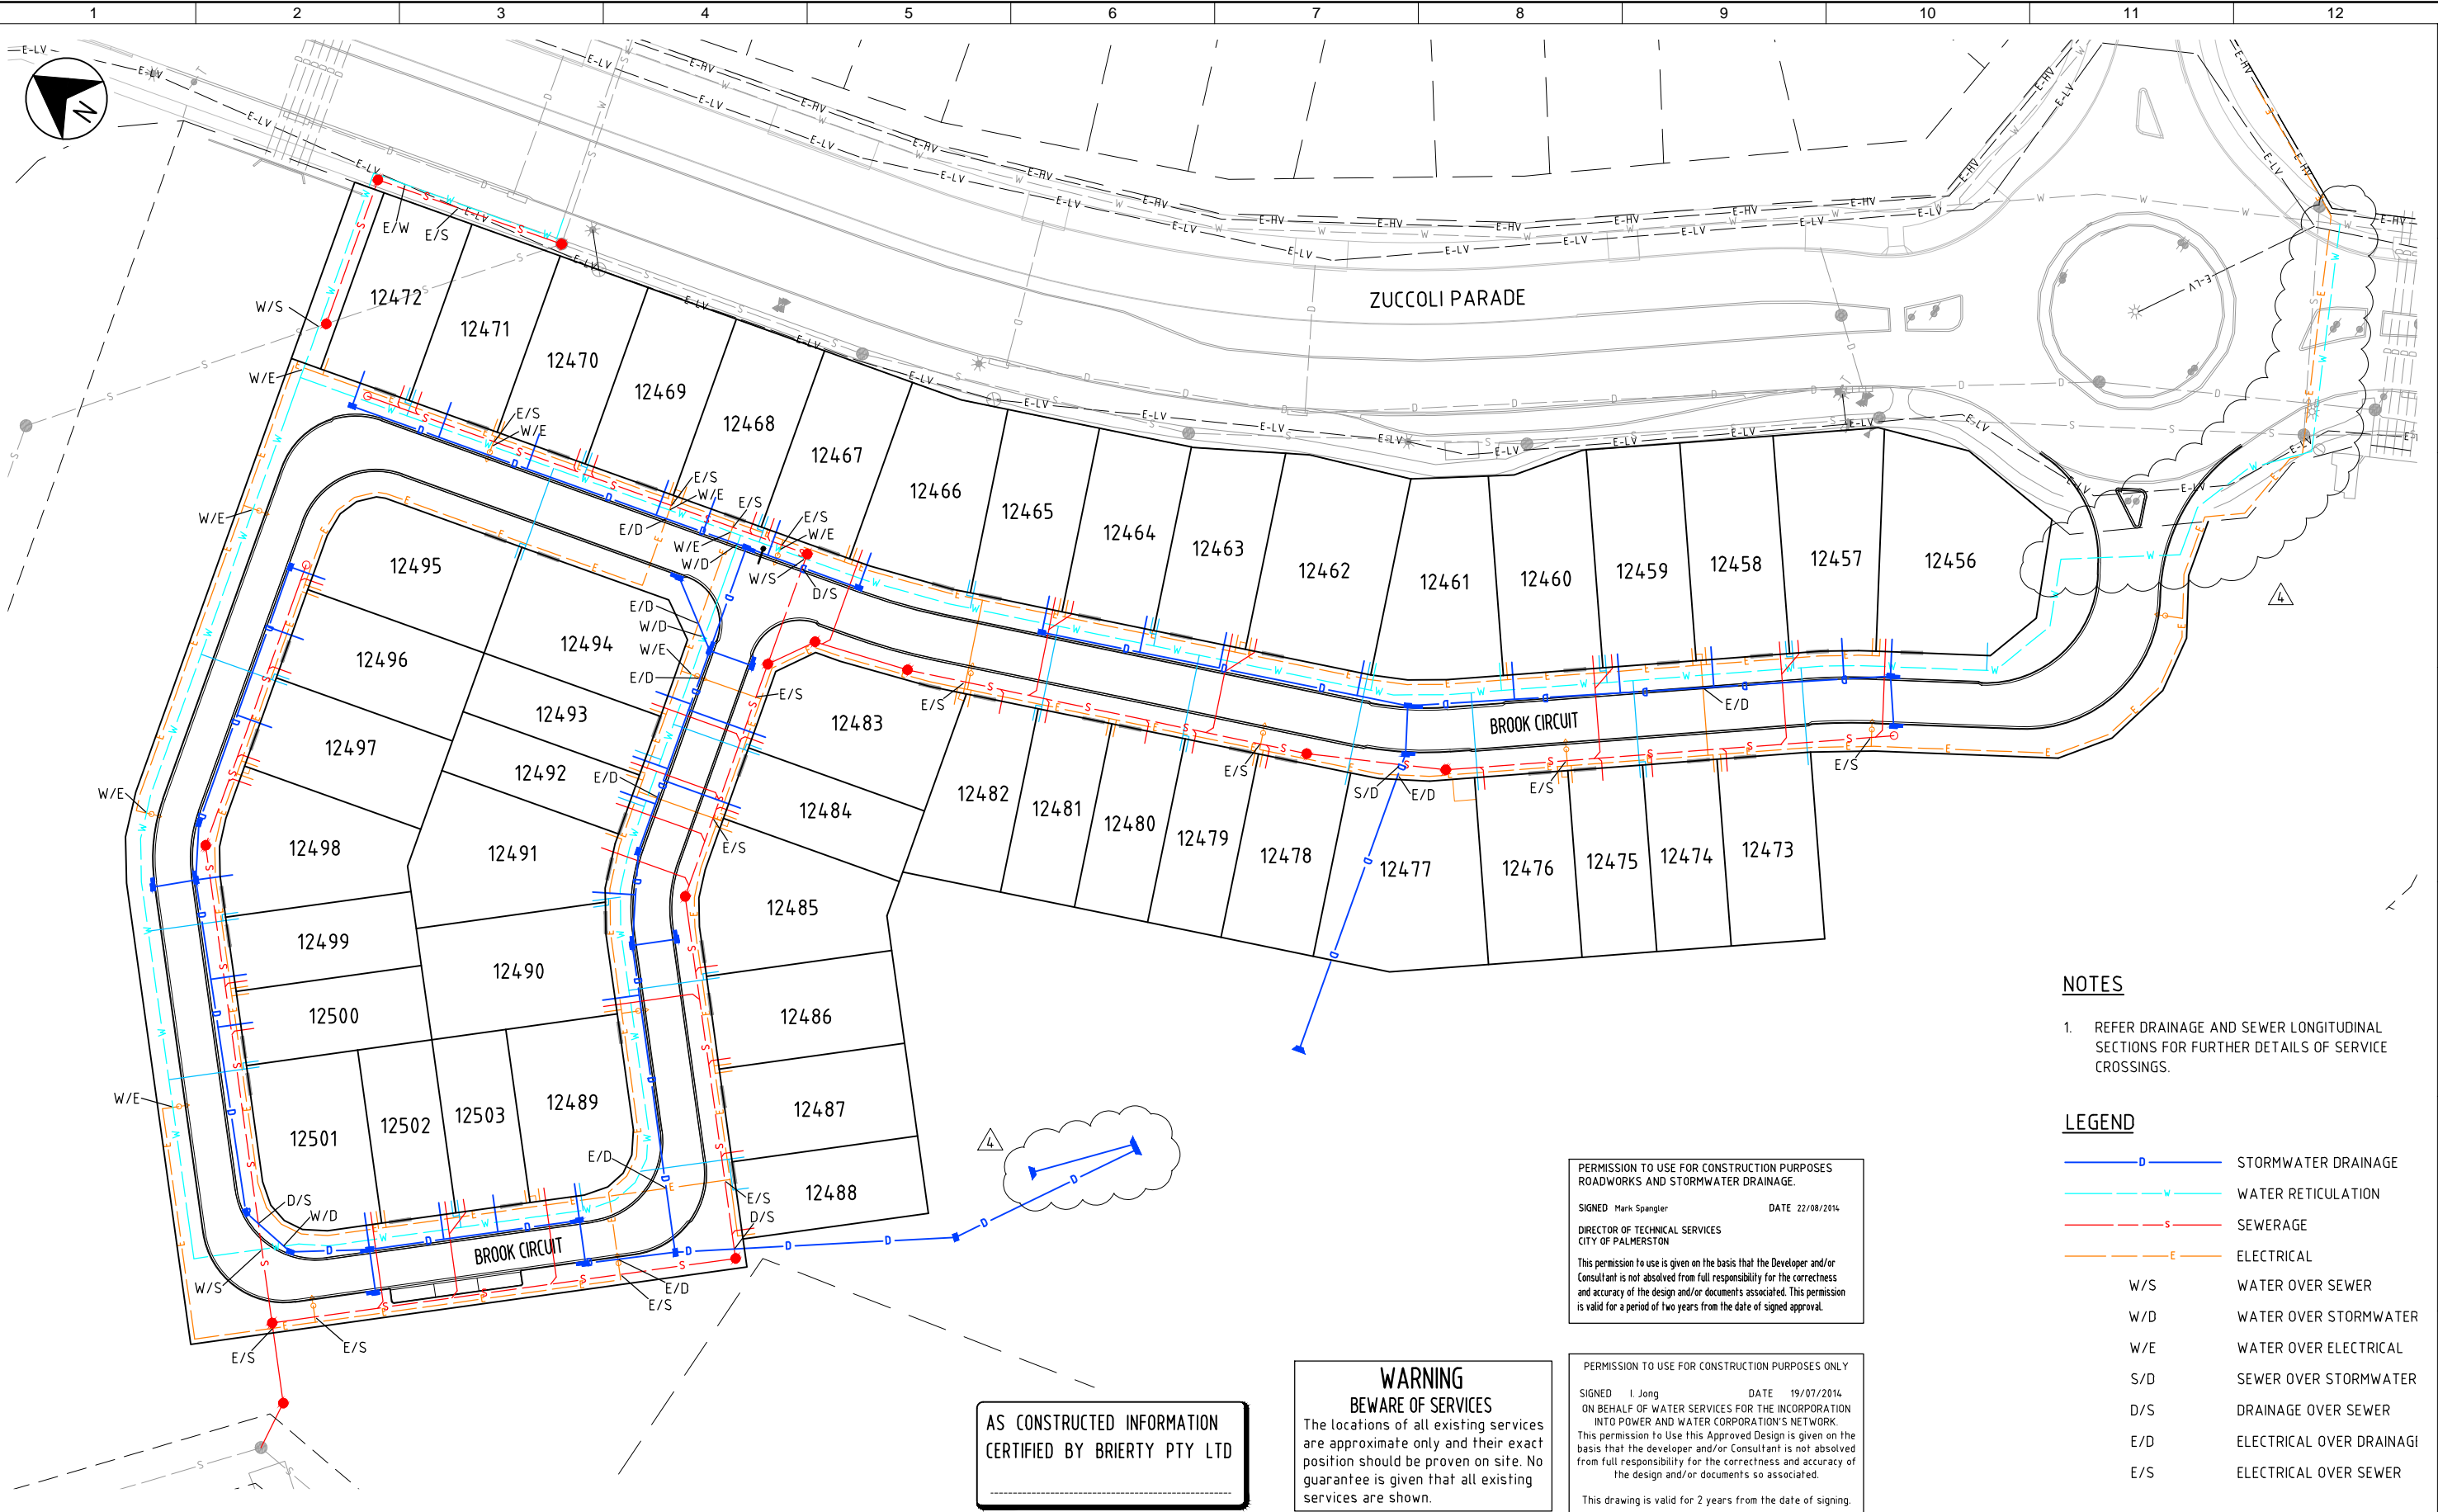 1 2 3 4 5 6 7 8 9 10 11 12
N
ZUCCOLI PARADE
E/W
E/S
W/S
W/E
12472
12471
12470
12469
12468
12467
12466
12465
12464
12463
12462
12461
12460
12459
12458
12457
12456
E/S
W/E
E/S
W/E
E/S
E/D
E/S
W/E
W/E
W/D
W/S
D/S
W/E
12495
12494
12496
12493
12497
12492
12498
12491
12499
12490
12500
12501
12502
12503
12489
E/D
W/D
W/E
E/D
E/S
E/D
E/S
W/E
W/E
12483
12484
12485
12486
12487
12488
12482
12481
12480
12479
12478
12477
12476
12475
12474
12473
E/S
E/S
S/D
E/D
E/S
E/S
E/D
BROOK CIRCUIT
4
4
E/D
E/S
D/S
D/S
W/D
W/S
BROOK CIRCUIT
E/D
E/S
E/S
E/S
NOTES
1. REFER DRAINAGE AND SEWER LONGITUDINAL
SECTIONS FOR FURTHER DETAILS OF SERVICE
CROSSINGS.
LEGEND
D STORMWATER DRAINAGE
W WATER RETICULATION
S SEWERAGE
E ELECTRICAL
W/S WATER OVER SEWER
W/D WATER OVER STORMWATER
W/E WATER OVER ELECTRICAL
S/D SEWER OVER STORMWATER
D/S DRAINAGE OVER SEWER
E/D ELECTRICAL OVER DRAINAGE
E/S ELECTRICAL OVER SEWER
PERMISSION TO USE FOR CONSTRUCTION PURPOSES
ROADWORKS AND STORMWATER DRAINAGE.
SIGNED Mark Spangler DATE 22/08/2014
DIRECTOR OF TECHNICAL SERVICES
CITY OF PALMERSTON
This permission to use is given on the basis that the Developer and/or
Consultant is not absolved from full responsibility for the correctness
and accuracy of the design and/or documents associated. This permission
is valid for a period of two years from the date of signed approval.
PERMISSION TO USE FOR CONSTRUCTION PURPOSES ONLY
SIGNED I. Jong DATE 19/07/2014
ON BEHALF OF WATER SERVICES FOR THE INCORPORATION
INTO POWER AND WATER CORPORATION'S NETWORK.
This permission to Use this Approved Design is given on the
basis that the developer and/or Consultant is not absolved
from full responsibility for the correctness and accuracy of
the design and/or documents so associated.
This drawing is valid for 2 years from the date of signing.
WARNING
BEWARE OF SERVICES
The locations of all existing services
are approximate only and their exact
position should be proven on site. No
guarantee is given that all existing
services are shown.
AS CONSTRUCTED INFORMATION
CERTIFIED BY BRIERTY PTY LTD